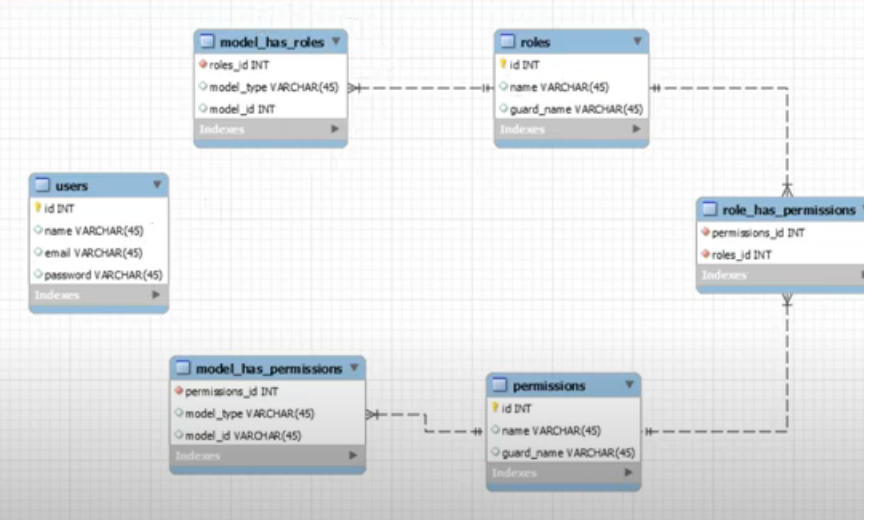 model_has_roles
roles_id INT
model_type VARCHAR(45)
model_id INT
Indexes
roles
id INT
name VARCHAR(45)
guard_name VARCHAR(45)
Indexes
users
id INT
name VARCHAR(45)
email VARCHAR(45)
password VARCHAR(45)
Indexes
role_has_permissions
permissions_id INT
roles_id INT
Indexes
model_has_permissions
permissions_id INT
model_type VARCHAR(45)
model_id VARCHAR(45)
Indexes
permissions
id INT
name VARCHAR(45)
guard_name VARCHAR(45)
Indexes